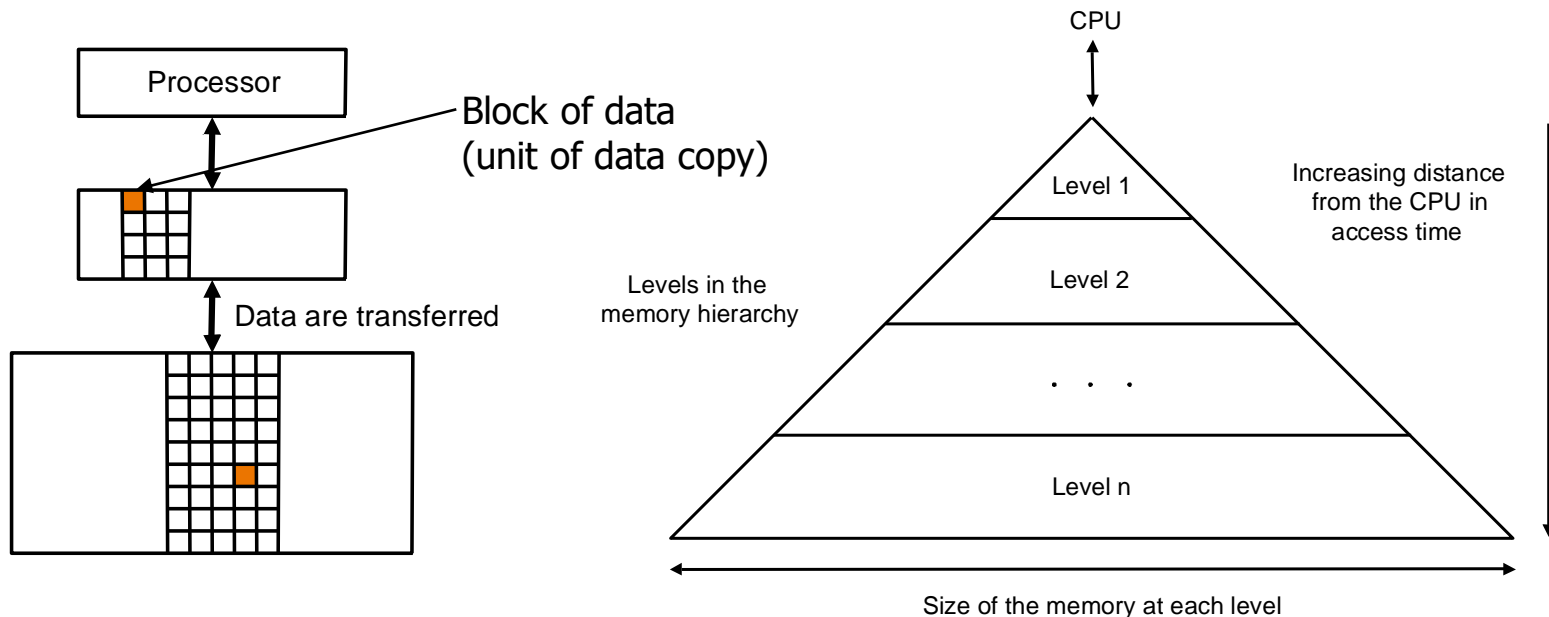 Processor
Block of data
(unit of data copy)
Data are transferred
CPU
Level 1
Level 2
. . .
Level n
Levels in the
memory hierarchy
Increasing distance
from the CPU in
access time
Size of the memory at each level